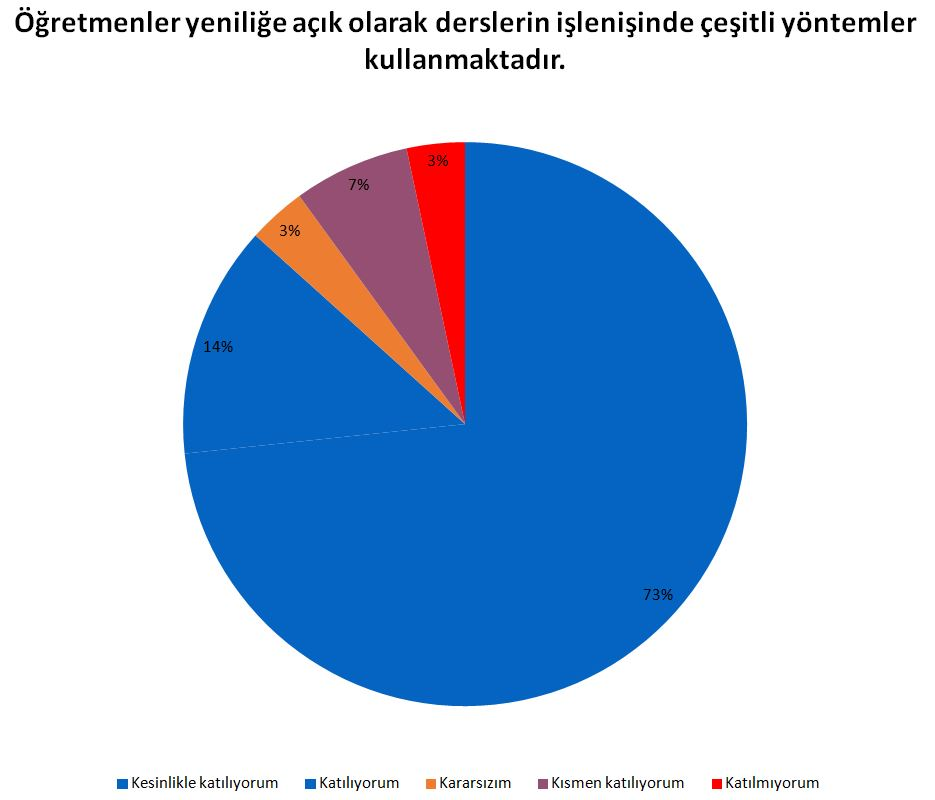 Öğretmenler yeniliğe açık olarak derslerin işlenişinde çeşitli yöntemler
kullanmaktadır.
3%
7%
3%
14%
73%
Kesinlikle katılıyorum Katılıyorum Kararsızım Kısmen katılıyorum Katılmıyorum